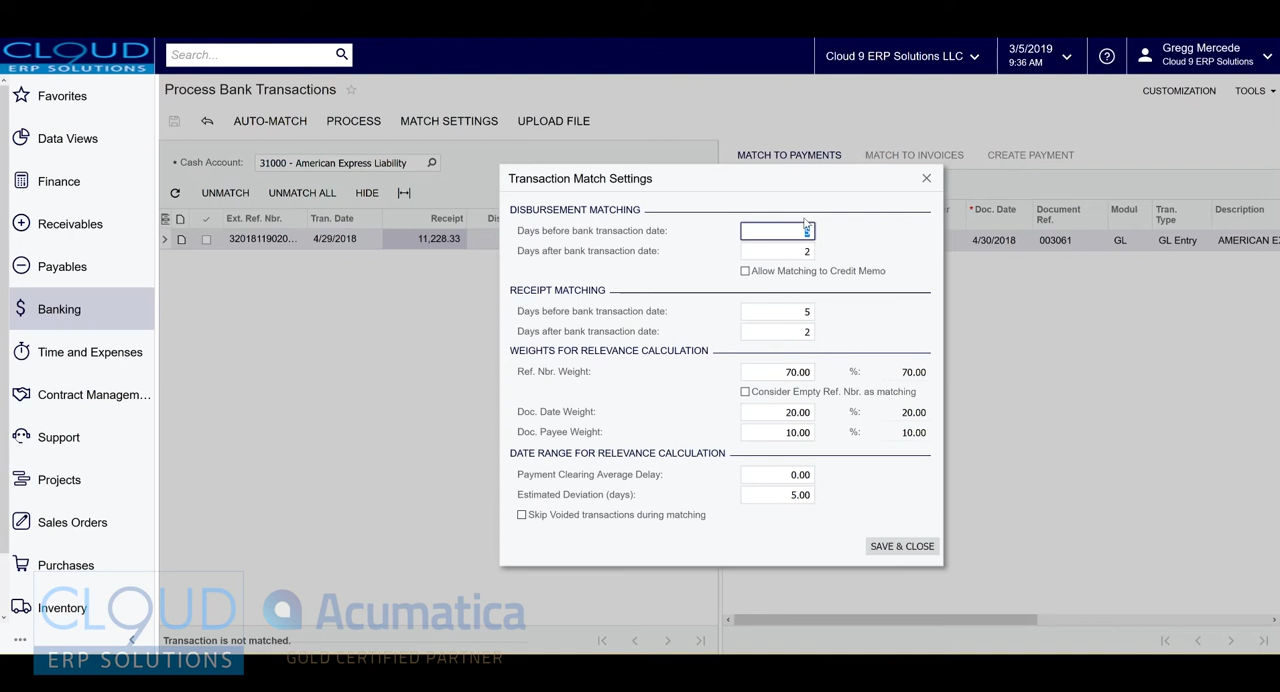 CLOUD
ERP SOLUTIONS
Search...
Cloud 9 ERP Solutions LLC
3/5/2019
9:36 AM
Gregg Mercede
Cloud 9 ERP Solutions
Favorites
Data Views
Finance
Receivables
Payables
Banking
Time and Expenses
Contract Managem...
Support
Projects
Sales Orders
Purchases
Inventory
Process Bank Transactions
CUSTOMIZATION
TOOLS
AUTO-MATCH
PROCESS
MATCH SETTINGS
UPLOAD FILE
Cash Account:
31000 - American Express Liability
MATCH TO PAYMENTS
MATCH TO INVOICES
CREATE PAYMENT
UNMATCH
UNMATCH ALL
HIDE
Ext. Ref. Nbr.
Tran. Date
Receipt
32018119020...
4/29/2018
11,228.33
*Doc. Date
Document Ref.
Modul
Tran. Type
Description
4/30/2018
003061
GL
GL Entry
AMERICAN EX
Transaction Match Settings
DISBURSEMENT MATCHING
Days before bank transaction date:
Days after bank transaction date:
2
Allow Matching to Credit Memo
RECEIPT MATCHING
Days before bank transaction date:
5
Days after bank transaction date:
2
WEIGHTS FOR RELEVANCE CALCULATION
Ref. Nbr. Weight:
70.00
%:
70.00
Consider Empty Ref. Nbr. as matching
Doc. Date Weight:
20.00
%:
20.00
Doc. Payee Weight:
10.00
%:
10.00
DATE RANGE FOR RELEVANCE CALCULATION
Payment Clearing Average Delay:
0.00
Estimated Deviation (days):
5.00
Skip Voided transactions during matching
SAVE & CLOSE
Transaction is not matched.
CLOUD
ERP SOLUTIONS
Acumatica
GOLD CERTIFIED PARTNER